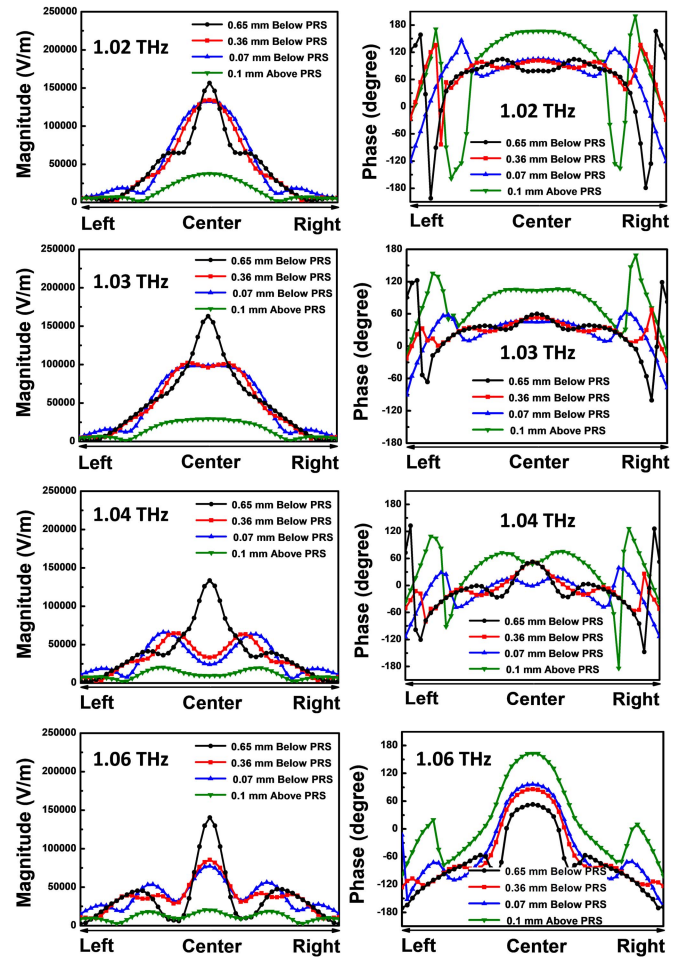 250000
200000
150000
100000
50000
0
Magnitude (V/m)
1.02 THz
0.65 mm Below PRS
0.36 mm Below PRS
0.07 mm Below PRS
0.1 mm Above PRS
Left Center Right
180
120
60
0
-60
-120
-180
Phase (degree)
1.02 THz
0.65 mm Below PRS
0.36 mm Below PRS
0.07 mm Below PRS
0.1 mm Above PRS
Left Center Right
250000
200000
150000
100000
50000
0
Magnitude (V/m)
1.03 THz
0.65 mm Below PRS
0.36 mm Below PRS
0.07 mm Below PRS
0.1 mm Above PRS
Left Center Right
180
120
60
0
-60
-120
-180
Phase (degree)
1.03 THz
0.65 mm Below PRS
0.36 mm Below PRS
0.07 mm Below PRS
0.1 mm Above PRS
Left Center Right
250000
200000
150000
100000
50000
0
Magnitude (V/m)
1.04 THz
0.65 mm Below PRS
0.36 mm Below PRS
0.07 mm Below PRS
0.1 mm Above PRS
Left Center Right
180
120
60
0
-60
-120
-180
Phase (degree)
1.04 THz
0.65 mm Below PRS
0.36 mm Below PRS
0.07 mm Below PRS
0.1 mm Above PRS
Left Center Right
250000
200000
150000
100000
50000
0
Magnitude (V/m)
1.06 THz
0.65 mm Below PRS
0.36 mm Below PRS
0.07 mm Below PRS
0.1 mm Above PRS
Left Center Right
180
120
60
0
-60
-120
-180
Phase (degree)
1.06 THz
0.65 mm Below PRS
0.36 mm Below PRS
0.07 mm Below PRS
0.1 mm Above PRS
Left Center Right